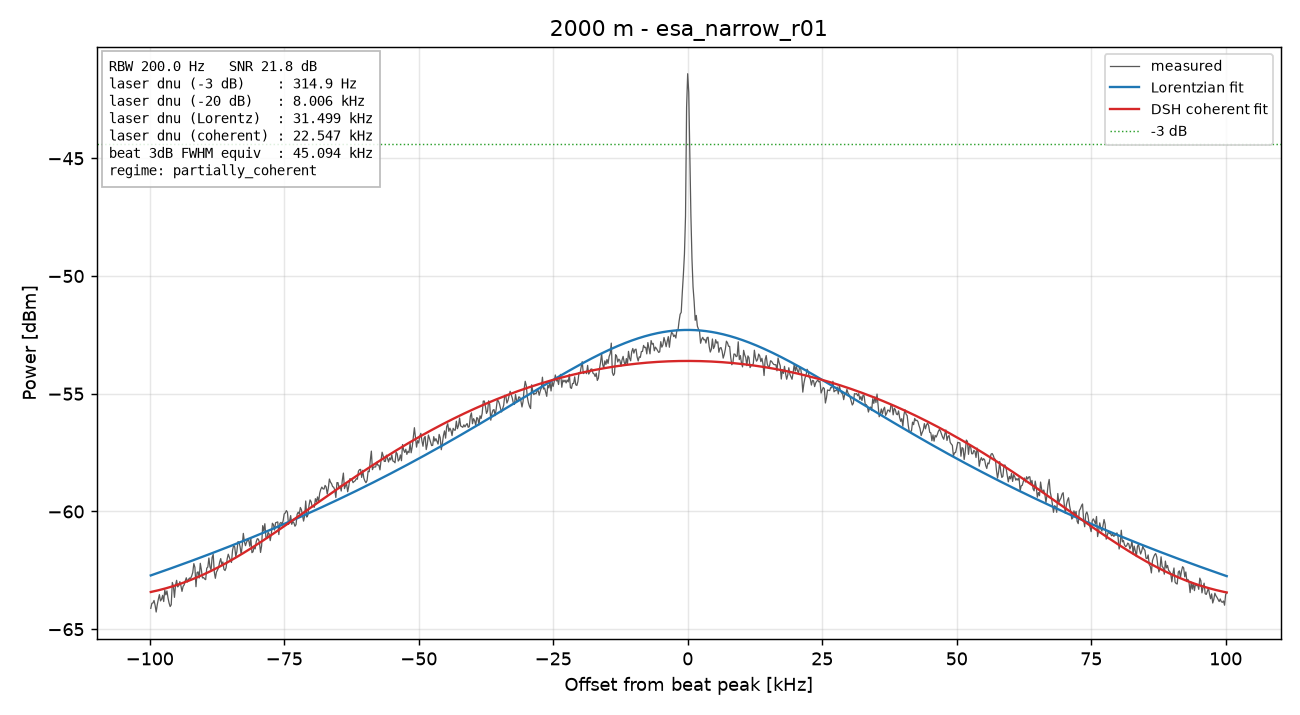 2000 m - esa_narrow_r01
RBW 200.0 Hz   SNR 21.8 dB
laser dnu (-3 dB)    : 314.9 Hz
laser dnu (-20 dB)   : 8.006 kHz
laser dnu (Lorentz)  : 31.499 kHz
laser dnu (coherent) : 22.547 kHz
beat 3dB FWHM equiv  : 45.094 kHz
regime: partially_coherent
measured
Lorentzian fit
DSH coherent fit
-3 dB
Power [dBm]
−45
−50
−55
−60
−65
−100
−75
−50
−25
0
25
50
75
100
Offset from beat peak [kHz]